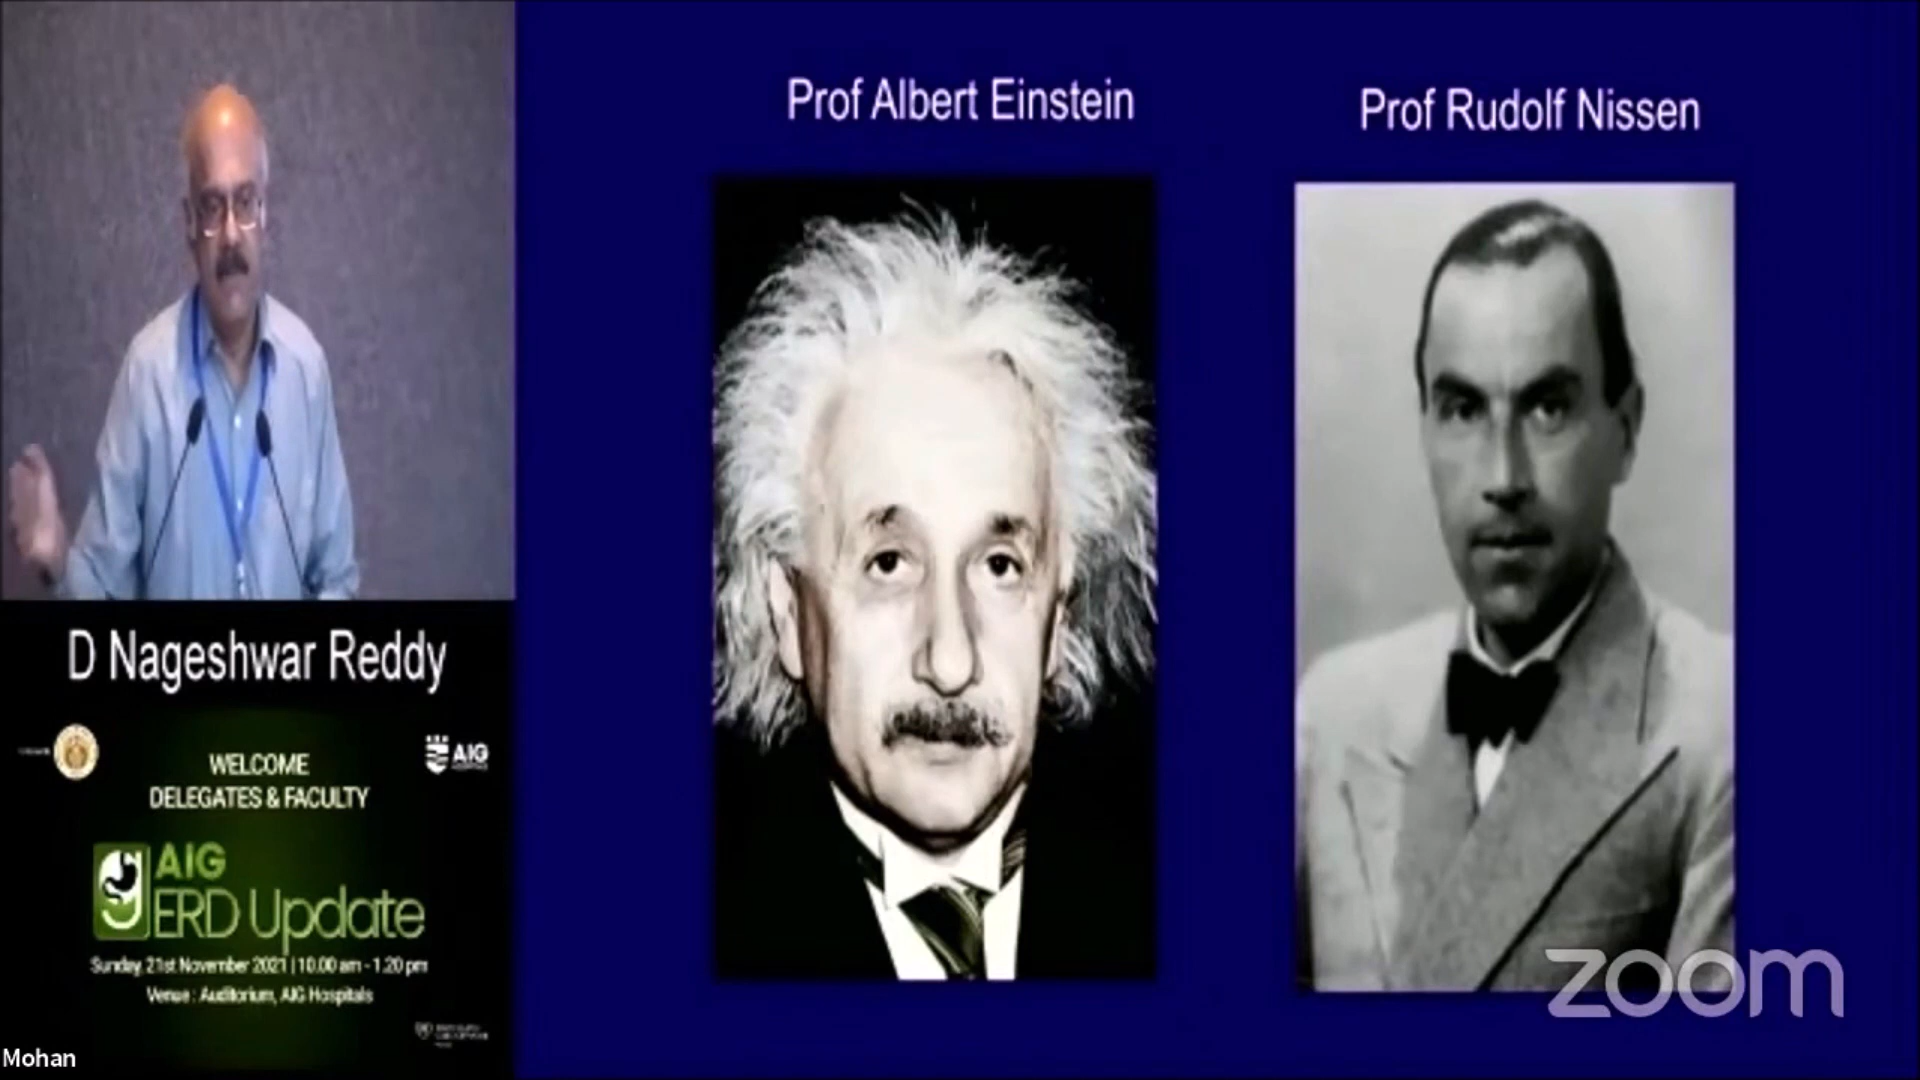 Prof Albert Einstein
Prof Rudolf Nissen
D Nageshwar Reddy
AIG
WELCOME
DELEGATES & FACULTY
AIG
GERD Update
Sunday, 21st November 2021 | 10.00 am - 1.20 pm
Venue : Auditorium, AIG Hospitals
Mohan
zoom